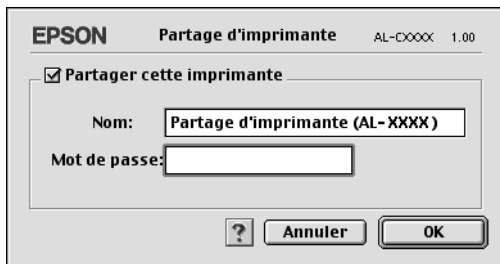 EPSON Partage d'imprimante AL-CXXXX 1.00
Partager cette imprimante
Nom: Partage d'imprimante (AL-XXXX)
Mot de passe:
? Annuler OK